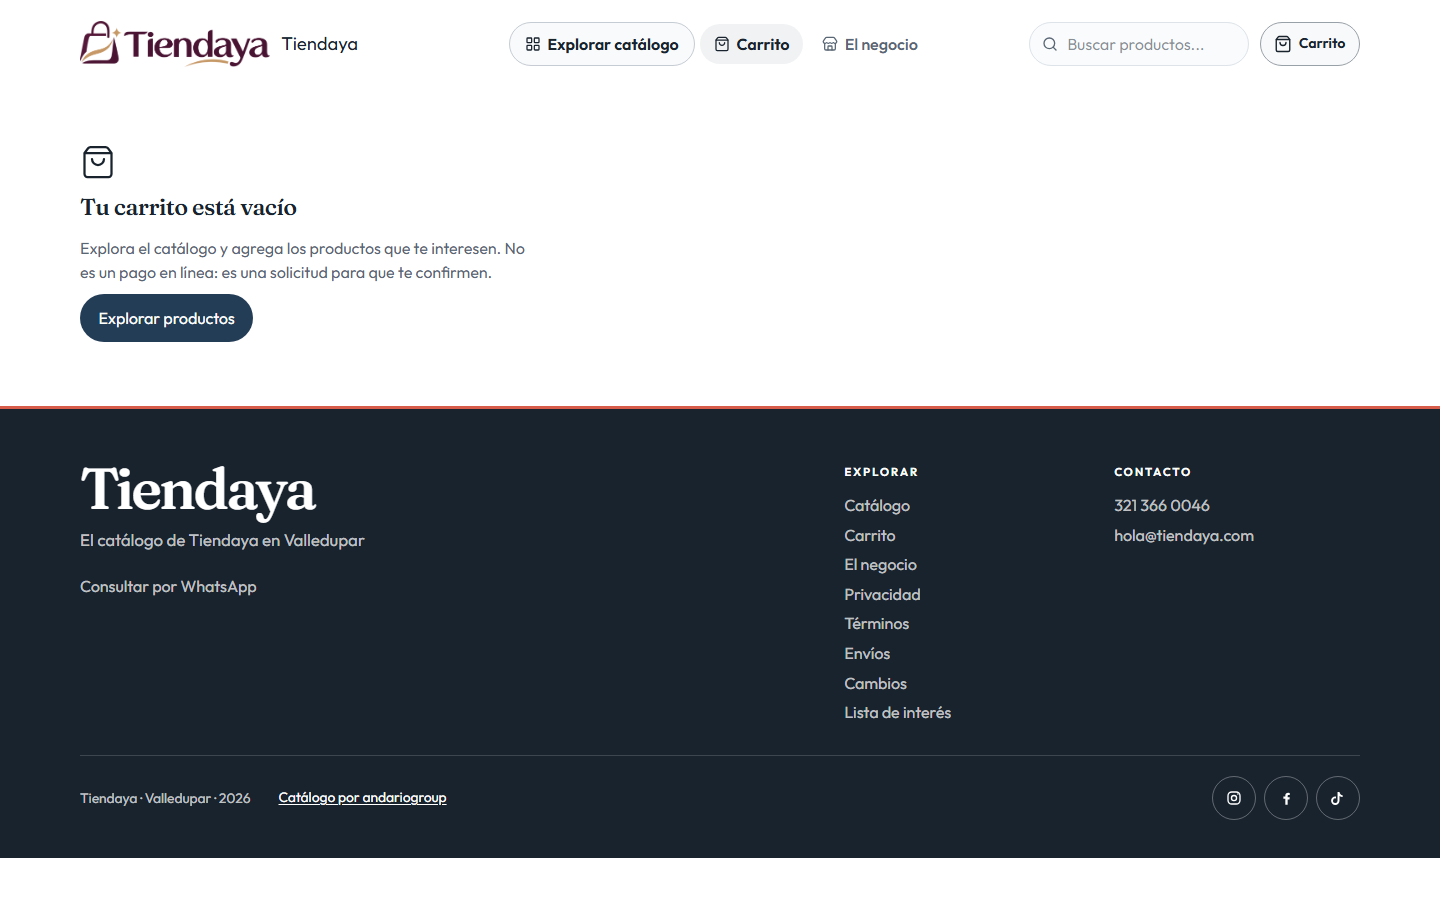 Tiendaya Tiendaya
Explorar catálogo
Carrito
El negocio
Buscar productos...
Carrito
Tu carrito está vacío
Explora el catálogo y agrega los productos que te interesen. No
es un pago en línea: es una solicitud para que te confirmen.
Explorar productos
Tiendaya
El catálogo de Tiendaya en Valledupar
Consultar por WhatsApp
EXPLORAR
Catálogo
Carrito
El negocio
Privacidad
Términos
Envíos
Cambios
Lista de interés
CONTACTO
321 366 0046
hola@tiendaya.com
Tiendaya · Valledupar · 2026
Catálogo por andariogroup